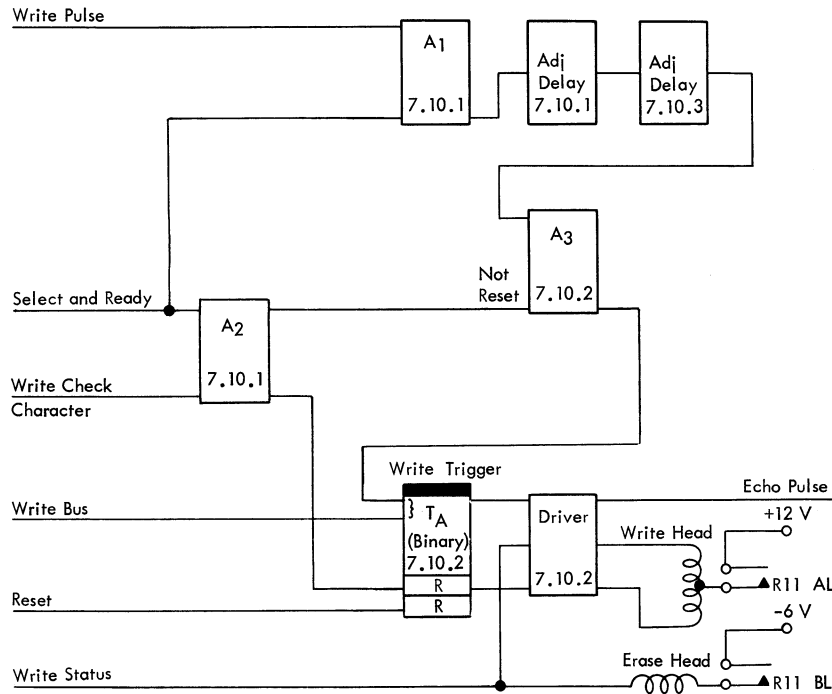 Write Pulse
A1
7.10.1
Adj
Delay
7.10.1
Adj
Delay
7.10.3
A3
7.10.2
Not
Reset
Select and Ready
A2
7.10.1
Write Check
Character
Write Trigger
Write Bus
} TA
(Binary)
7.10.2
R
R
Reset
Driver
7.10.2
Echo Pulse
+12 V
Write Head
R11 AL
-6 V
Erase Head
R11 BL
Write Status